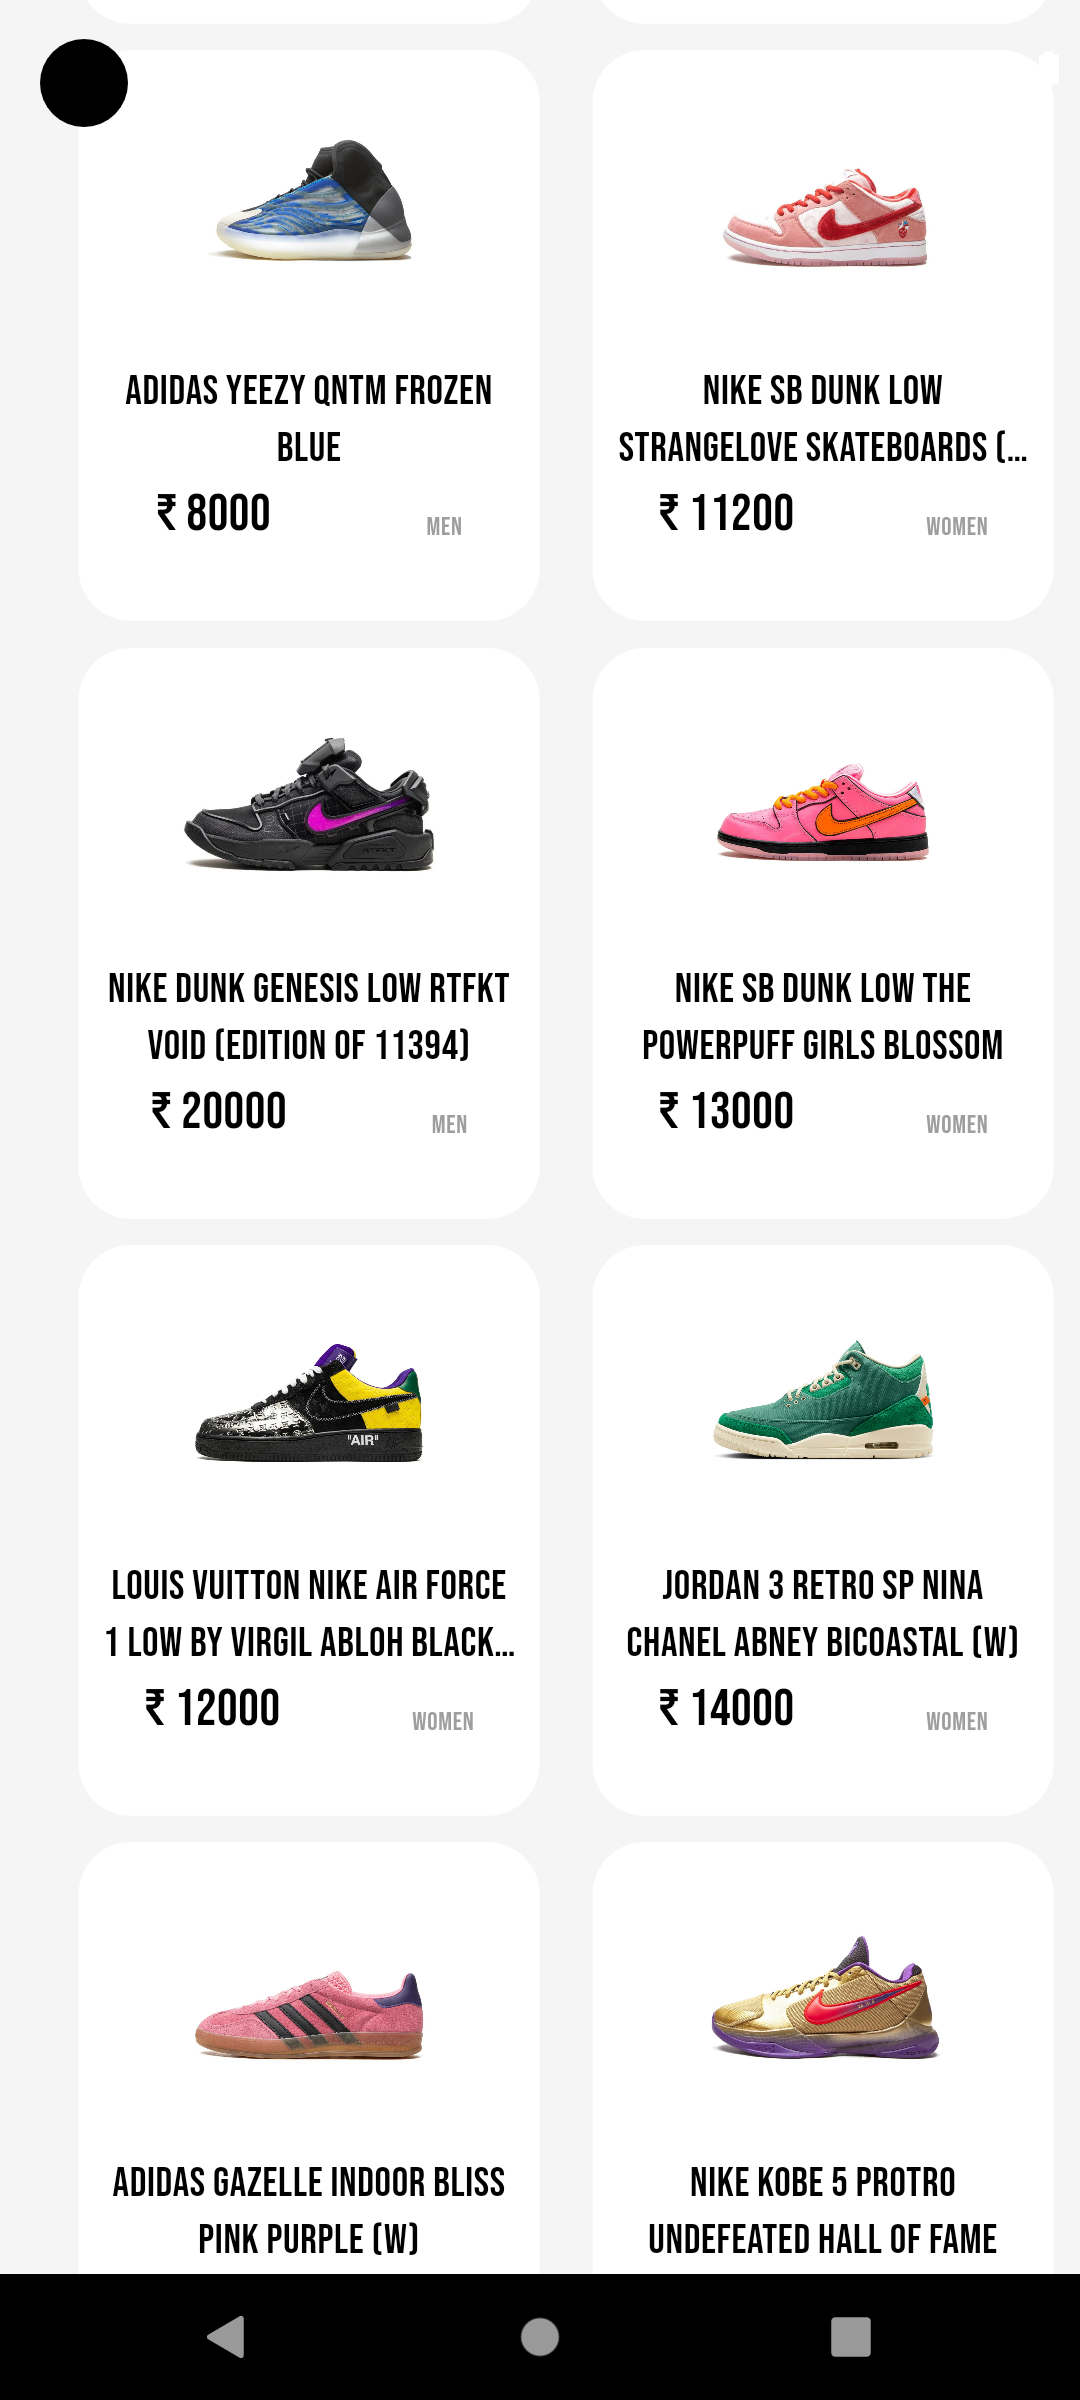 ADIDAS YEEZY QNTM FROZEN
BLUE
₹ 8000
MEN
NIKE SB DUNK LOW
STRANGELOVE SKATEBOARDS (...
₹ 11200
WOMEN
NIKE DUNK GENESIS LOW RTFKT
VOID (EDITION OF 11394)
₹ 20000
MEN
NIKE SB DUNK LOW THE
POWERPUFF GIRLS BLOSSOM
₹ 13000
WOMEN
"AIR"
LOUIS VUITTON NIKE AIR FORCE
1 LOW BY VIRGIL ABLOH BLACK...
₹ 12000
WOMEN
JORDAN 3 RETRO SP NINA
CHANEL ABNEY BICOASTAL (W)
₹ 14000
WOMEN
ADIDAS GAZELLE INDOOR BLISS
PINK PURPLE (W)
NIKE KOBE 5 PROTRO
UNDEFEATED HALL OF FAME